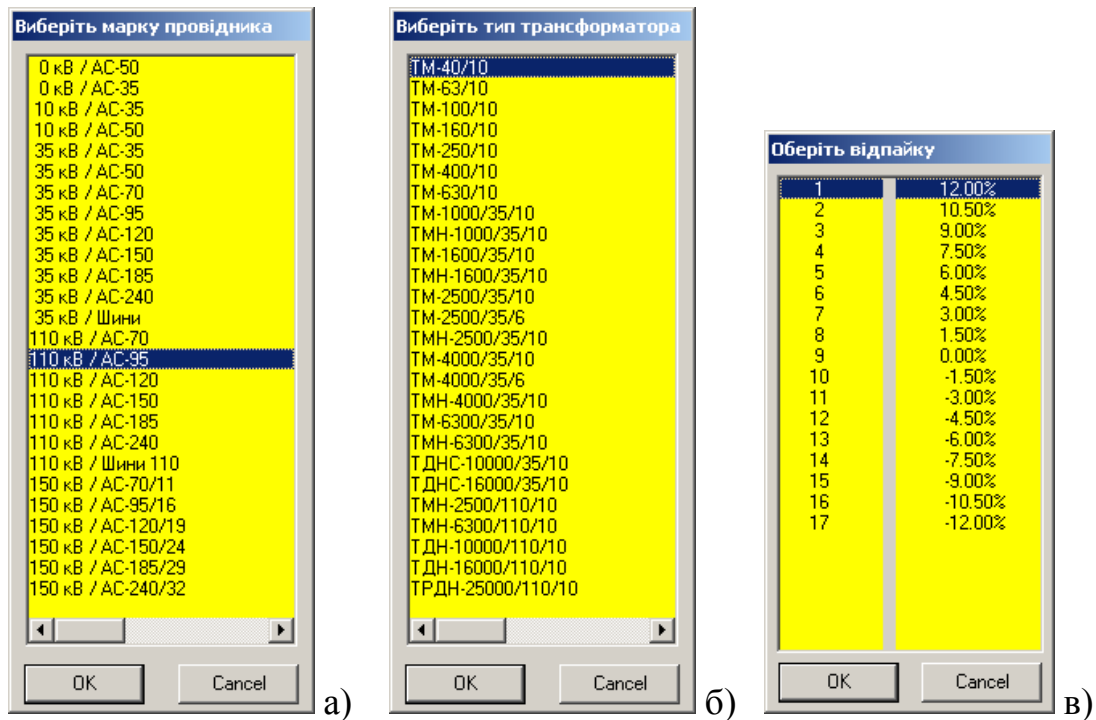 Виберіть марку провідника
0 кВ / АС-50
0 кВ / АС-35
10 кВ / АС-35
10 кВ / АС-50
35 кВ / АС-35
35 кВ / АС-50
35 кВ / АС-70
35 кВ / АС-95
35 кВ / АС-120
35 кВ / АС-150
35 кВ / АС-185
35 кВ / АС-240
35 кВ / Шини
110 кВ / АС-70
110 кВ / АС-95
110 кВ / АС-120
110 кВ / АС-150
110 кВ / АС-185
110 кВ / АС-240
110 кВ / Шини 110
150 кВ / АС-70/11
150 кВ / АС-95/16
150 кВ / АС-120/19
150 кВ / АС-150/24
150 кВ / АС-185/29
150 кВ / АС-240/32
OK Cancel
а)
Виберіть тип трансформатора
ТМ-40/10
ТМ-63/10
ТМ-100/10
ТМ-160/10
ТМ-250/10
ТМ-400/10
ТМ-630/10
ТМ-1000/35/10
ТМН-1000/35/10
ТМ-1600/35/10
ТМН-1600/35/10
ТМ-2500/35/10
ТМ-2500/35/6
ТМН-2500/35/10
ТМ-4000/35/10
ТМ-4000/35/6
ТМН-4000/35/10
ТМ-6300/35/10
ТМН-6300/35/10
ТДНС-10000/35/10
ТДНС-16000/35/10
ТМН-2500/110/10
ТМН-6300/110/10
ТДН-10000/110/10
ТДН-16000/110/10
ТРДН-25000/110/10
OK Cancel
б)
Оберіть відпайку
1 12.00%
2 10.50%
3 9.00%
4 7.50%
5 6.00%
6 4.50%
7 3.00%
8 1.50%
9 0.00%
10 -1.50%
11 -3.00%
12 -4.50%
13 -6.00%
14 -7.50%
15 -9.00%
16 -10.50%
17 -12.00%
OK Cancel
в)